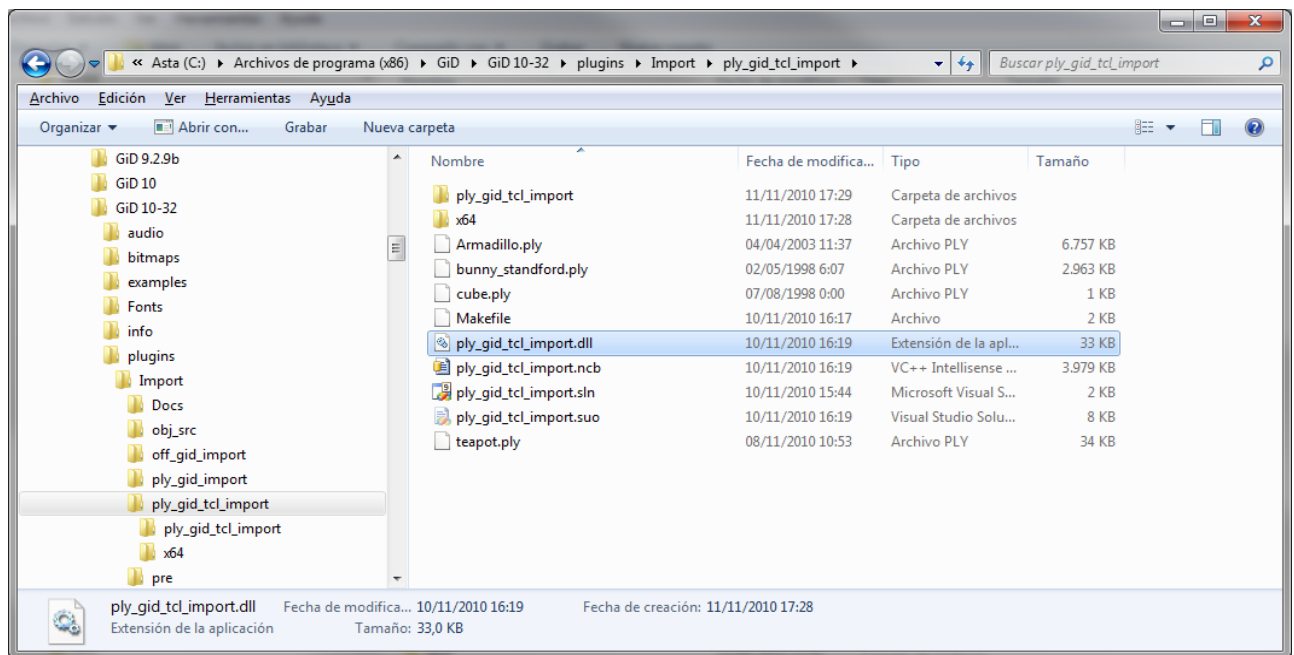 « Asta (C:) ▸ Archivos de programa (x86) ▸ GiD ▸ GiD 10-32 ▸ plugins ▸ Import ▸ ply_gid_tcl_import ▸ Buscar ply_gid_tcl_import
Archivo Edición Ver Herramientas Ayuda
Organizar Abrir con... Grabar Nueva carpeta
GiD 9.2.9b
GiD 10
GiD 10-32
audio
bitmaps
examples
Fonts
info
plugins
Import
Docs
obj_src
off_gid_import
ply_gid_import
ply_gid_tcl_import
ply_gid_tcl_import
x64
pre
Nombre Fecha de modifica... Tipo Tamaño
ply_gid_tcl_import 11/11/2010 17:29 Carpeta de archivos
x64 11/11/2010 17:28 Carpeta de archivos
Armadillo.ply 04/04/2003 11:37 Archivo PLY 6.757 KB
bunny_standford.ply 02/05/1998 6:07 Archivo PLY 2.963 KB
cube.ply 07/08/1998 0:00 Archivo PLY 1 KB
Makefile 10/11/2010 16:17 Archivo 2 KB
ply_gid_tcl_import.dll 10/11/2010 16:19 Extensión de la apl... 33 KB
ply_gid_tcl_import.ncb 10/11/2010 16:19 VC++ Intellisense ... 3.979 KB
ply_gid_tcl_import.sln 10/11/2010 15:44 Microsoft Visual S... 2 KB
ply_gid_tcl_import.suo 10/11/2010 16:19 Visual Studio Solu... 8 KB
teapot.ply 08/11/2010 10:53 Archivo PLY 34 KB
ply_gid_tcl_import.dll Fecha de modifica... 10/11/2010 16:19 Fecha de creación: 11/11/2010 17:28
Extensión de la aplicación Tamaño: 33,0 KB